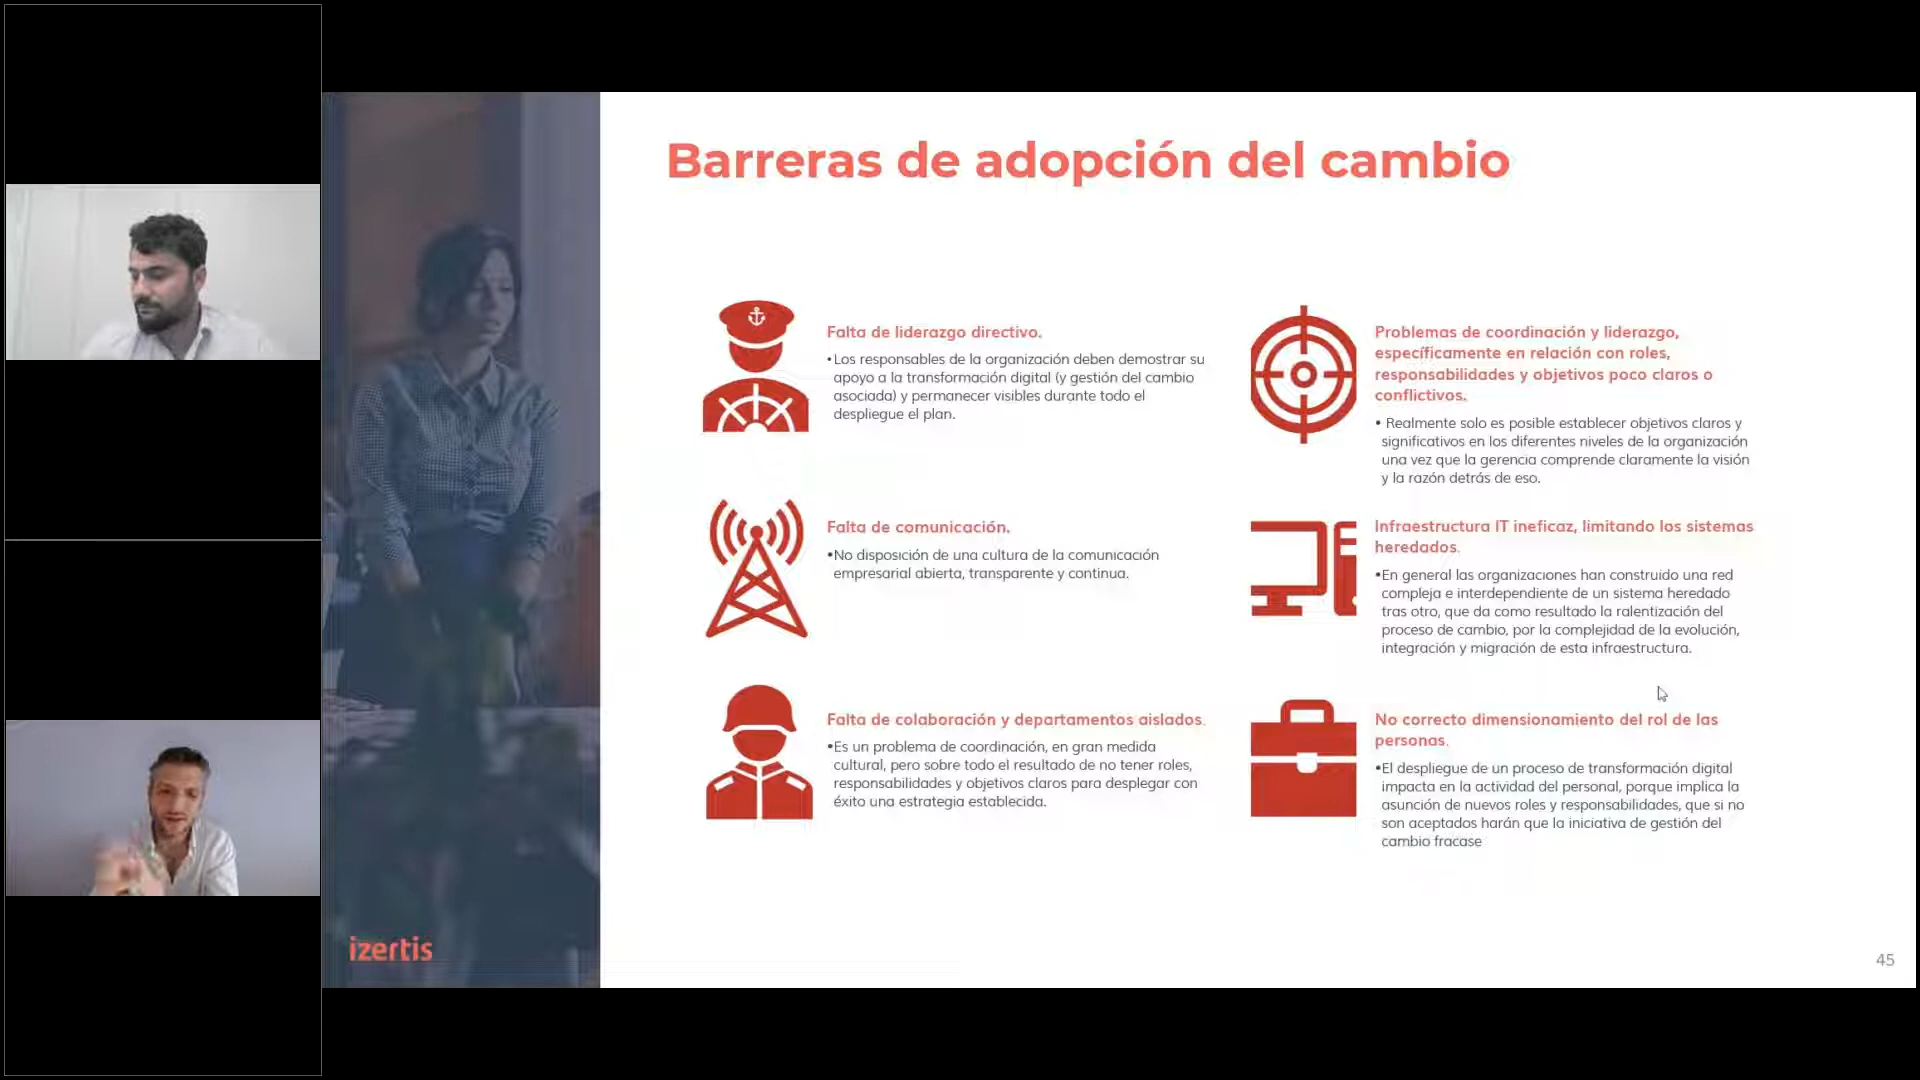 Barreras de adopción del cambio
Falta de liderazgo directivo.
•Los responsables de la organización deben demostrar su
apoyo a la transformación digital (y gestión del cambio
asociada) y permanecer visibles durante todo el
despliegue el plan.
Falta de comunicación.
•No disposición de una cultura de la comunicación
empresarial abierta, transparente y continua.
Falta de colaboración y departamentos aislados.
•Es un problema de coordinación, en gran medida
cultural, pero sobre todo el resultado de no tener roles,
responsabilidades y objetivos claros para desplegar con
éxito una estrategia establecida.
Problemas de coordinación y liderazgo,
específicamente en relación con roles,
responsabilidades y objetivos poco claros o
conflictivos.
• Realmente solo es posible establecer objetivos claros y
significativos en los diferentes niveles de la organización
una vez que la gerencia comprende claramente la visión
y la razón detrás de eso.
Infraestructura IT ineficaz, limitando los sistemas
heredados.
•En general las organizaciones han construido una red
compleja e interdependiente de un sistema heredado
tras otro, que da como resultado la ralentización del
proceso de cambio, por la complejidad de la evolución,
integración y migración de esta infraestructura.
No correcto dimensionamiento del rol de las
personas.
•El despliegue de un proceso de transformación digital
impacta en la actividad del personal, porque implica la
asunción de nuevos roles y responsabilidades, que si no
son aceptados harán que la iniciativa de gestión del
cambio fracase
izertis
45